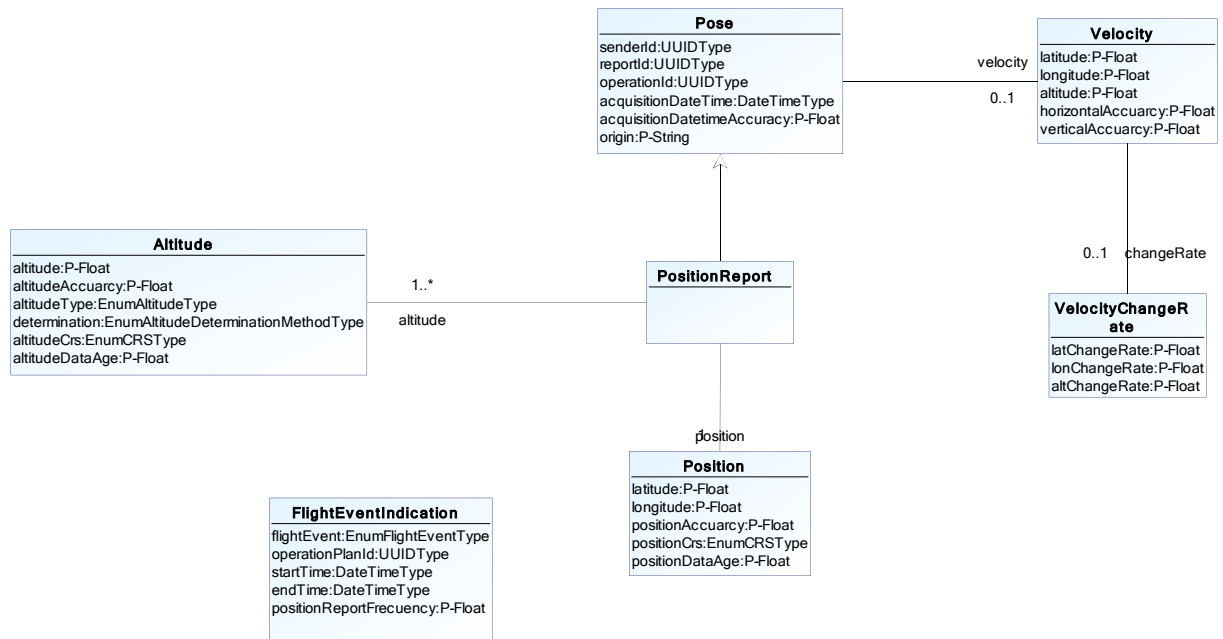 Pose
senderId:UUIDType
reportId:UUIDType
operationId:UUIDType
acquisitionDateTime:DateTimeType
acquisitionDatetimeAccuracy:P-Float
origin:P-String
velocity
0..1
Velocity
latitude:P-Float
longitude:P-Float
altitude:P-Float
horizontalAccuarcy:P-Float
verticalAccuarcy:P-Float
0..1 changeRate
VelocityChangeR
ate
latChangeRate:P-Float
lonChangeRate:P-Float
altChangeRate:P-Float
Altitude
altitude:P-Float
altitudeAccuarcy:P-Float
altitudeType:EnumAltitudeType
determination:EnumAltitudeDeterminationMethodType
altitudeCrs:EnumCRSType
altitudeDataAge:P-Float
1..*
altitude
PositionReport
1
position
Position
latitude:P-Float
longitude:P-Float
positionAccuarcy:P-Float
positionCrs:EnumCRSType
positionDataAge:P-Float
FlightEventIndication
flightEvent:EnumFlightEventType
operationPlanId:UUIDType
startTime:DateTimeType
endTime:DateTimeType
positionReportFrecuency:P-Float